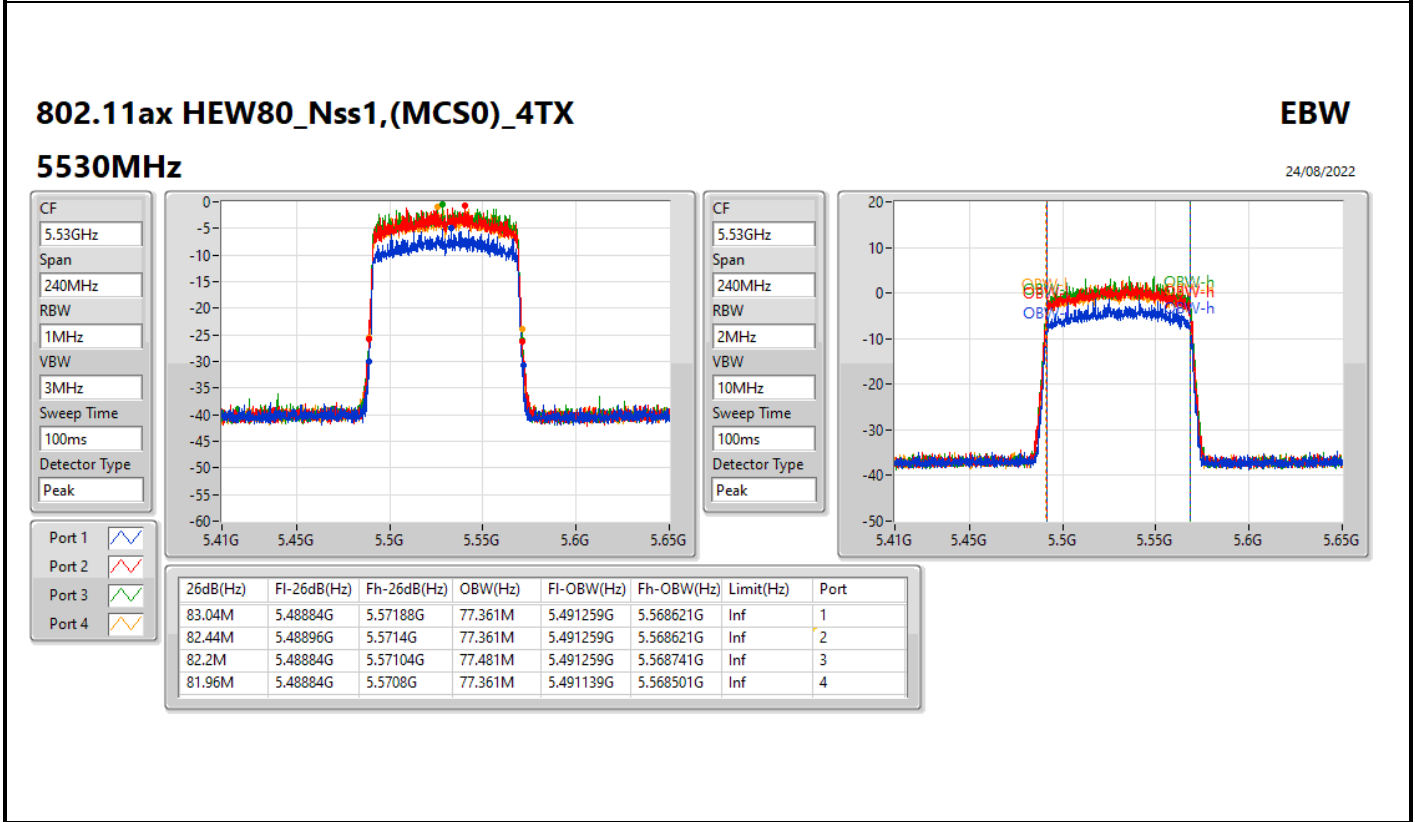 802.11ax HEW80_Nss1,(MCS0)_4TX
EBW
5530MHz
24/08/2022
CF
5.53GHz
Span
240MHz
RBW
1MHz
VBW
3MHz
Sweep Time
100ms
Detector Type
Peak
0
-5
-10
-15
-20
-25
-30
-35
-40
-45
-50
-55
-60
5.41G 5.45G 5.5G 5.55G 5.6G 5.65G
CF
5.53GHz
Span
240MHz
RBW
2MHz
VBW
10MHz
Sweep Time
100ms
Detector Type
Peak
20
10
0
-10
-20
-30
-40
-50
5.41G 5.45G 5.5G 5.55G 5.6G 5.65G
OBW-h
OBW-h
OBW-h
Port 1
Port 2
Port 3
Port 4
26dB(Hz) Fl-26dB(Hz) Fh-26dB(Hz) OBW(Hz) Fl-OBW(Hz) Fh-OBW(Hz) Limit(Hz) Port
83.04M 5.48884G 5.57188G 77.361M 5.491259G 5.568621G Inf 1
82.44M 5.48896G 5.5714G 77.361M 5.491259G 5.568621G Inf 2
82.2M 5.48884G 5.57104G 77.481M 5.491259G 5.568741G Inf 3
81.96M 5.48884G 5.5708G 77.361M 5.491139G 5.568501G Inf 4